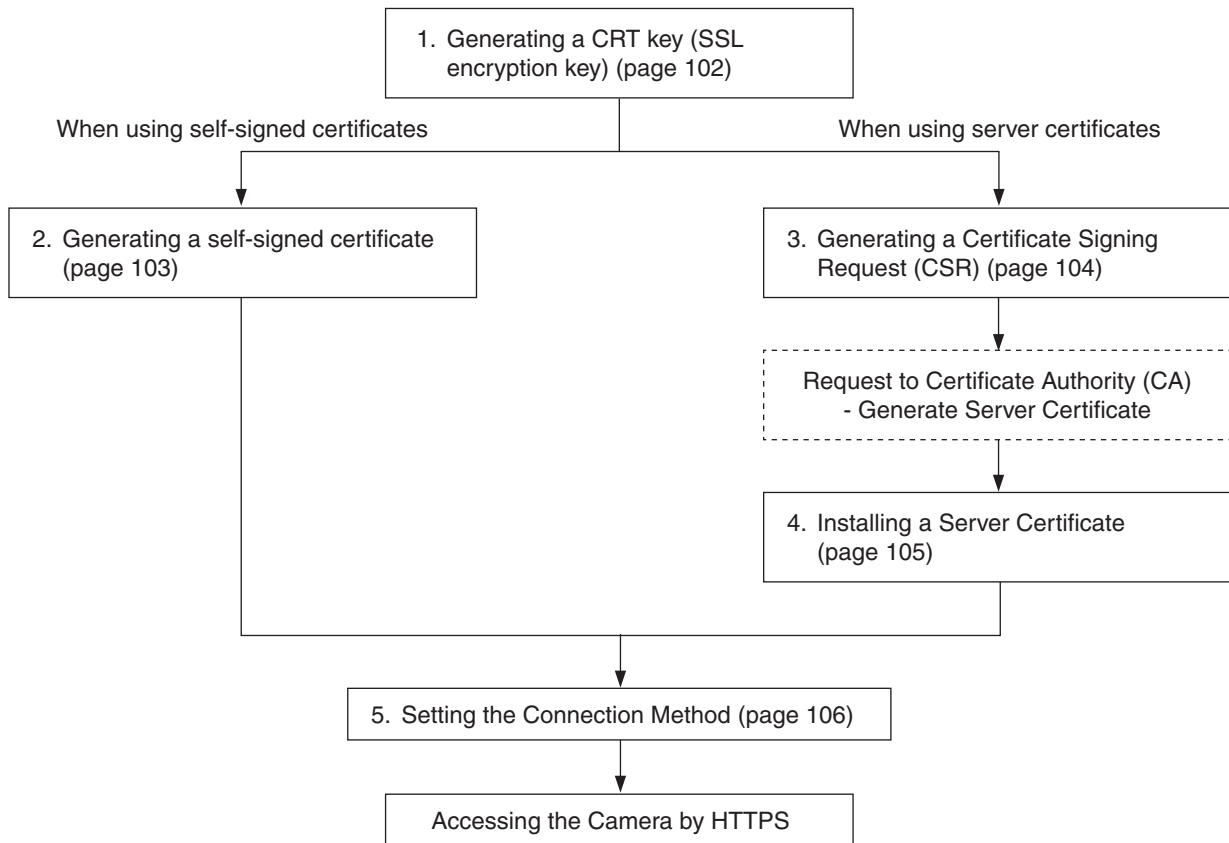 1. Generating a CRT key (SSL
encryption key) (page 102)
When using self-signed certificates
When using server certificates
2. Generating a self-signed certificate
(page 103)
3. Generating a Certificate Signing
Request (CSR) (page 104)
Request to Certificate Authority (CA)
- Generate Server Certificate
4. Installing a Server Certificate
(page 105)
5. Setting the Connection Method (page 106)
Accessing the Camera by HTTPS